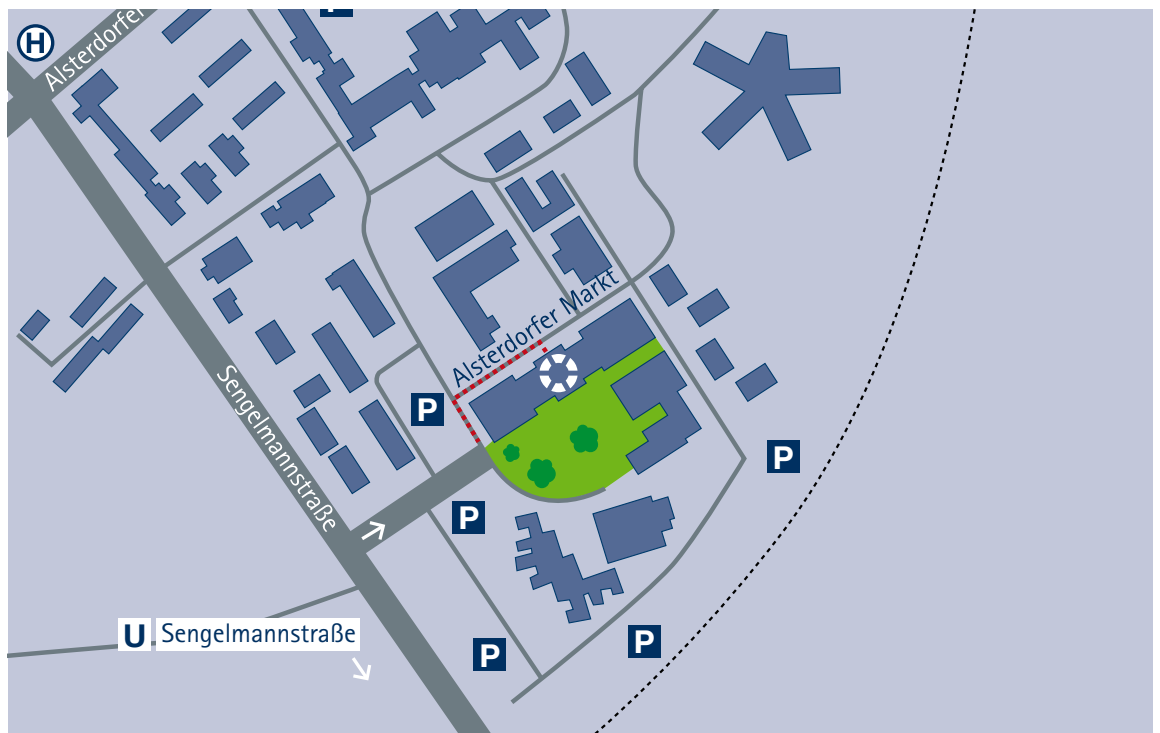 P
H
Alsterdorfer
Alsterdorfer Markt
P
Sengelmannstraße
P
P
U Sengelmannstraße
P
P